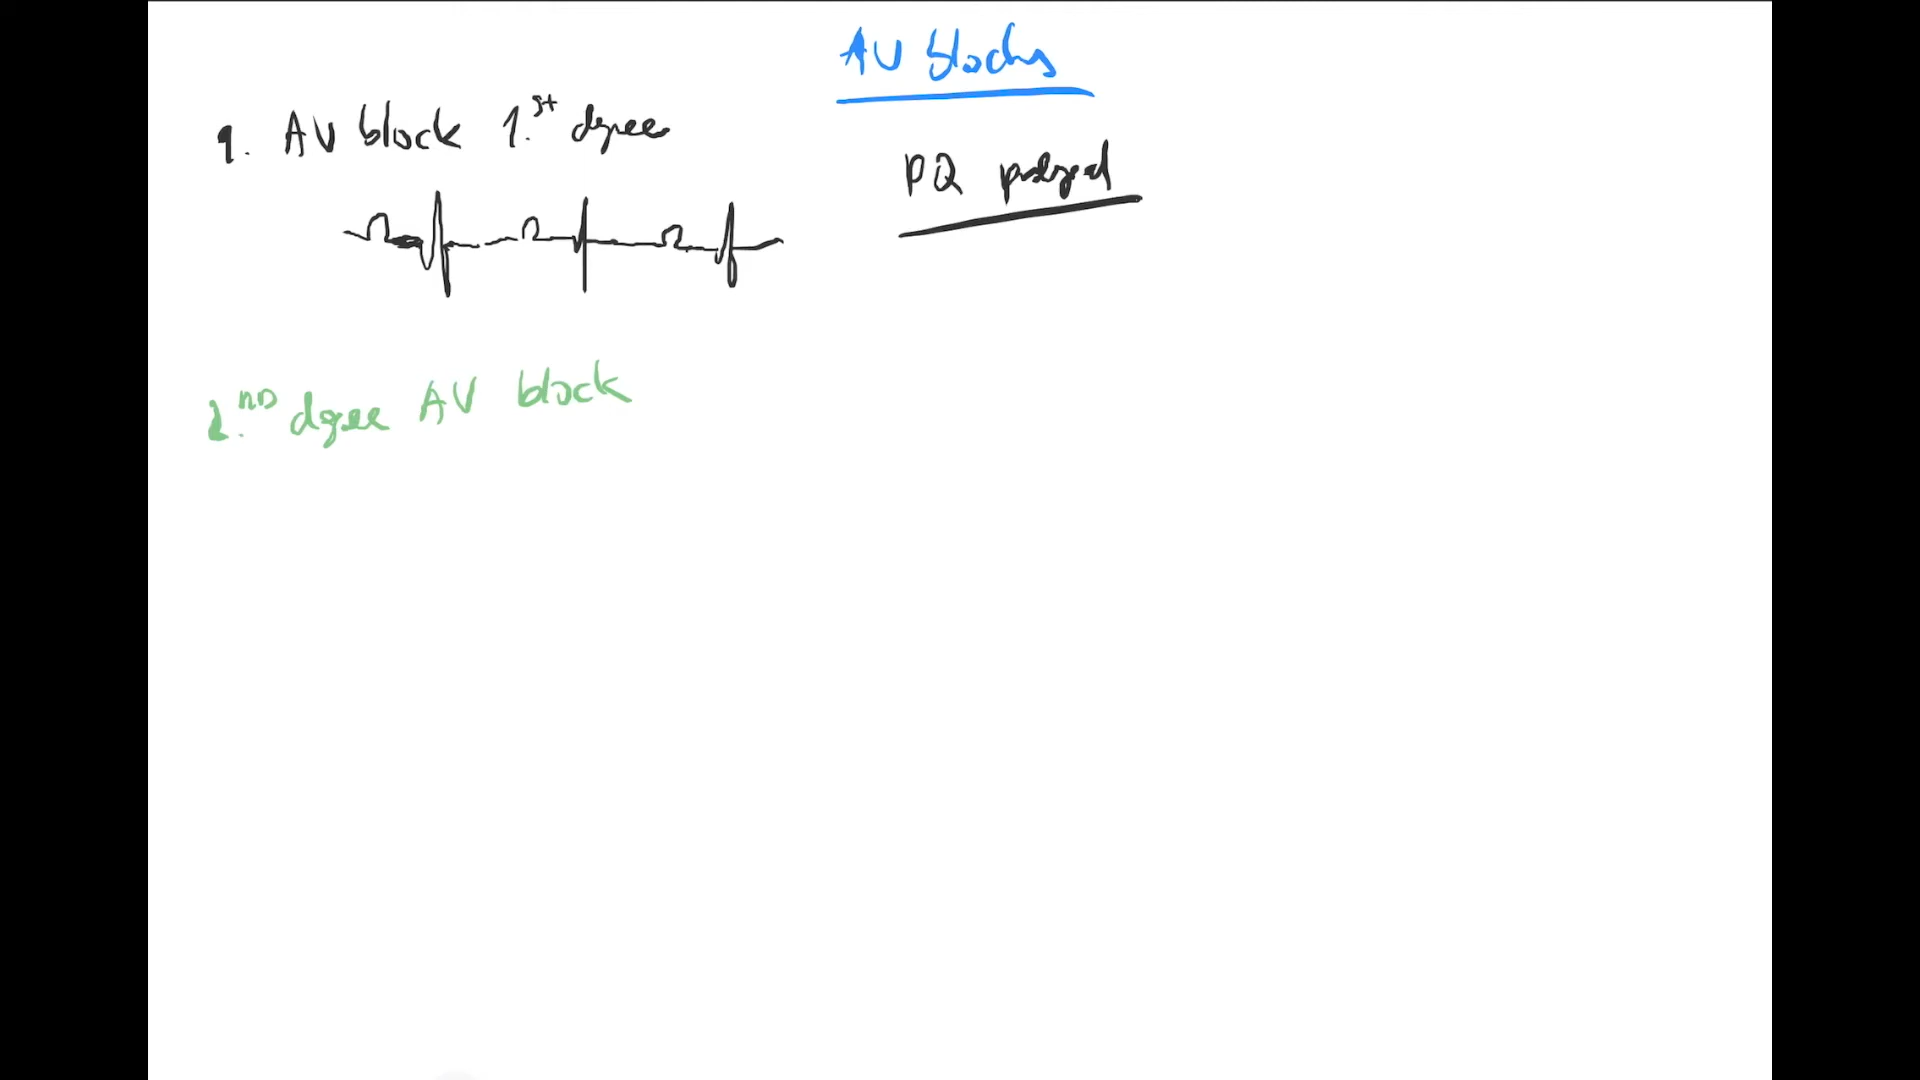 AV blocks
1. AV block 1.st degree
PQ prolonged
2.ND degree AV block